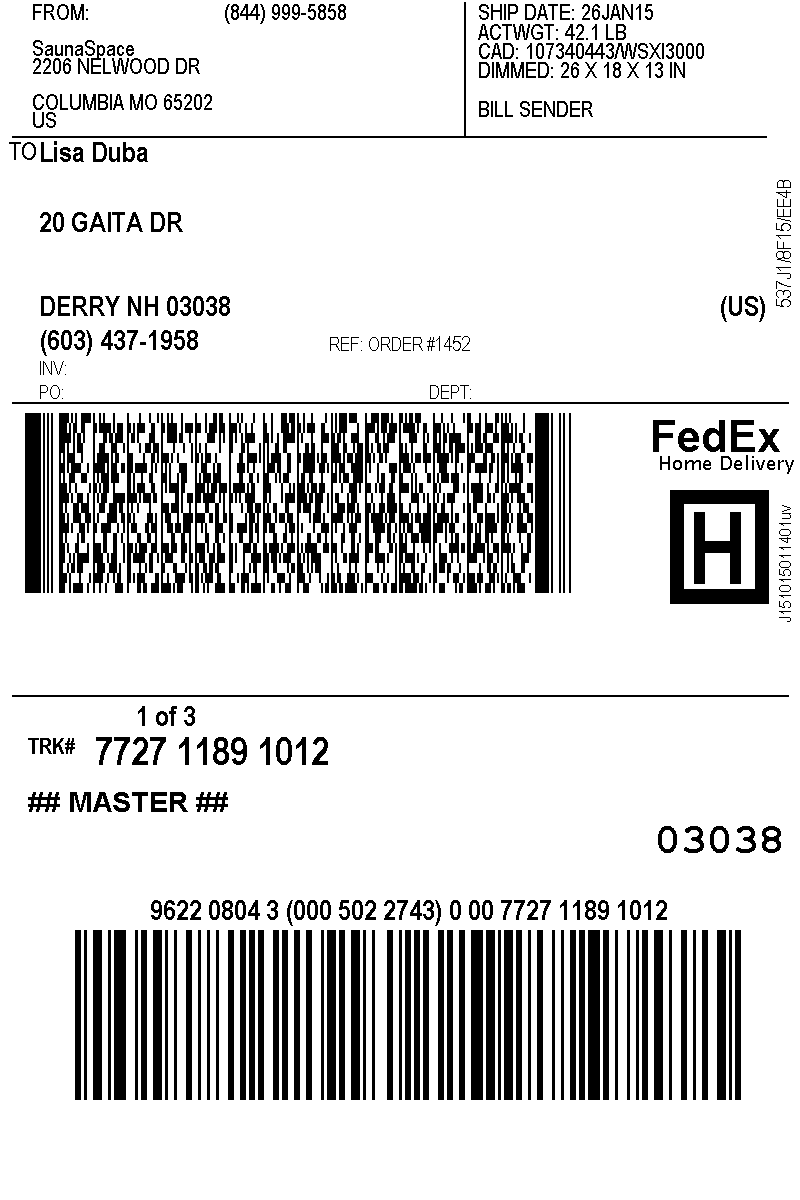 FROM: (844) 999-5858
SaunaSpace
2206 NELWOOD DR
COLUMBIA MO 65202
US
SHIP DATE: 26JAN15
ACTWGT: 42.1 LB
CAD: 107340443/WSXI3000
DIMMED: 26 X 18 X 13 IN
BILL SENDER
TO Lisa Duba
20 GAITA DR
DERRY NH 03038 (US)
(603) 437-1958 REF: ORDER #1452
INV:
PO: DEPT:
537J1/8F15/EE4B
FedEx
Home Delivery
H
J151015011401uv
1 of 3
TRK# 7727 1189 1012
## MASTER ##
03038
9622 0804 3 (000 502 2743) 0 00 7727 1189 1012